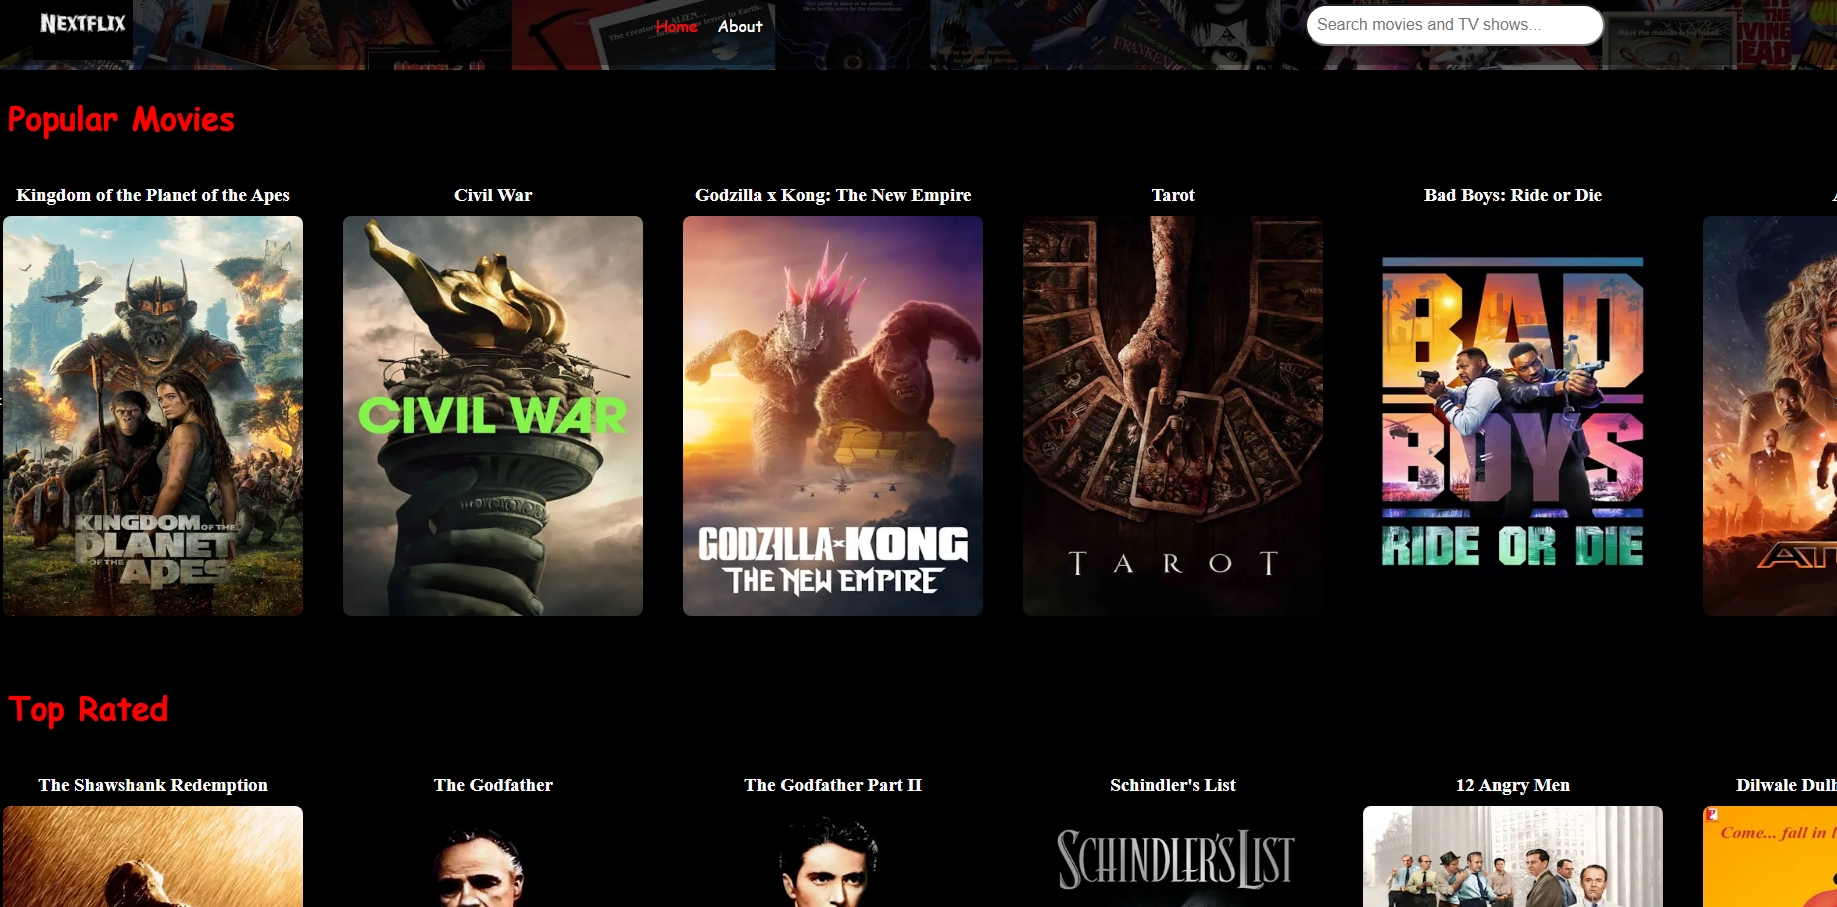 NEXTFLIX
Home
About
Search movies and TV shows...
Popular Movies
Kingdom of the Planet of the Apes
Civil War
Godzilla x Kong: The New Empire
Tarot
Bad Boys: Ride or Die
KINGDOM OF THE
PLANET
OF THE APES
CIVIL WAR
GODZILLA x KONG
THE NEW EMPIRE
TAROT
BAD
BOYS
RIDE OR DIE
Top Rated
The Shawshank Redemption
The Godfather
The Godfather Part II
Schindler's List
12 Angry Men
Dilwale Dulh
SCHINDLER'S LIST
Come... fall in l